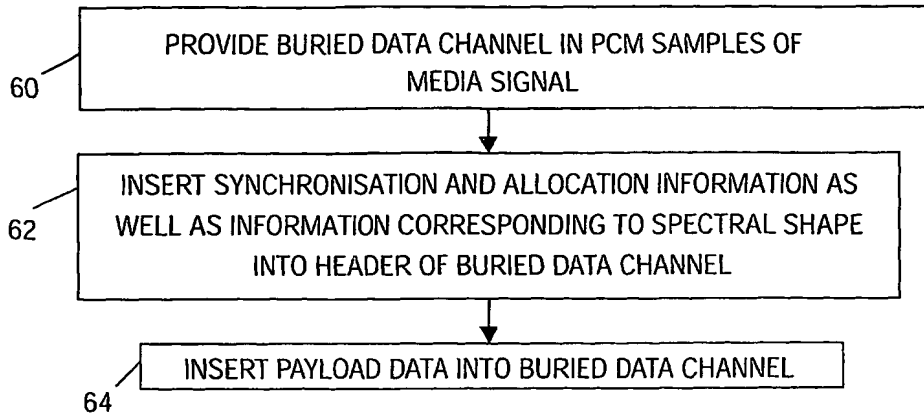 PROVIDE BURIED DATA CHANNEL IN PCM SAMPLES OF
MEDIA SIGNAL
60
INSERT SYNCHRONISATION AND ALLOCATION INFORMATION AS
WELL AS INFORMATION CORRESPONDING TO SPECTRAL SHAPE
INTO HEADER OF BURIED DATA CHANNEL
62
INSERT PAYLOAD DATA INTO BURIED DATA CHANNEL
64